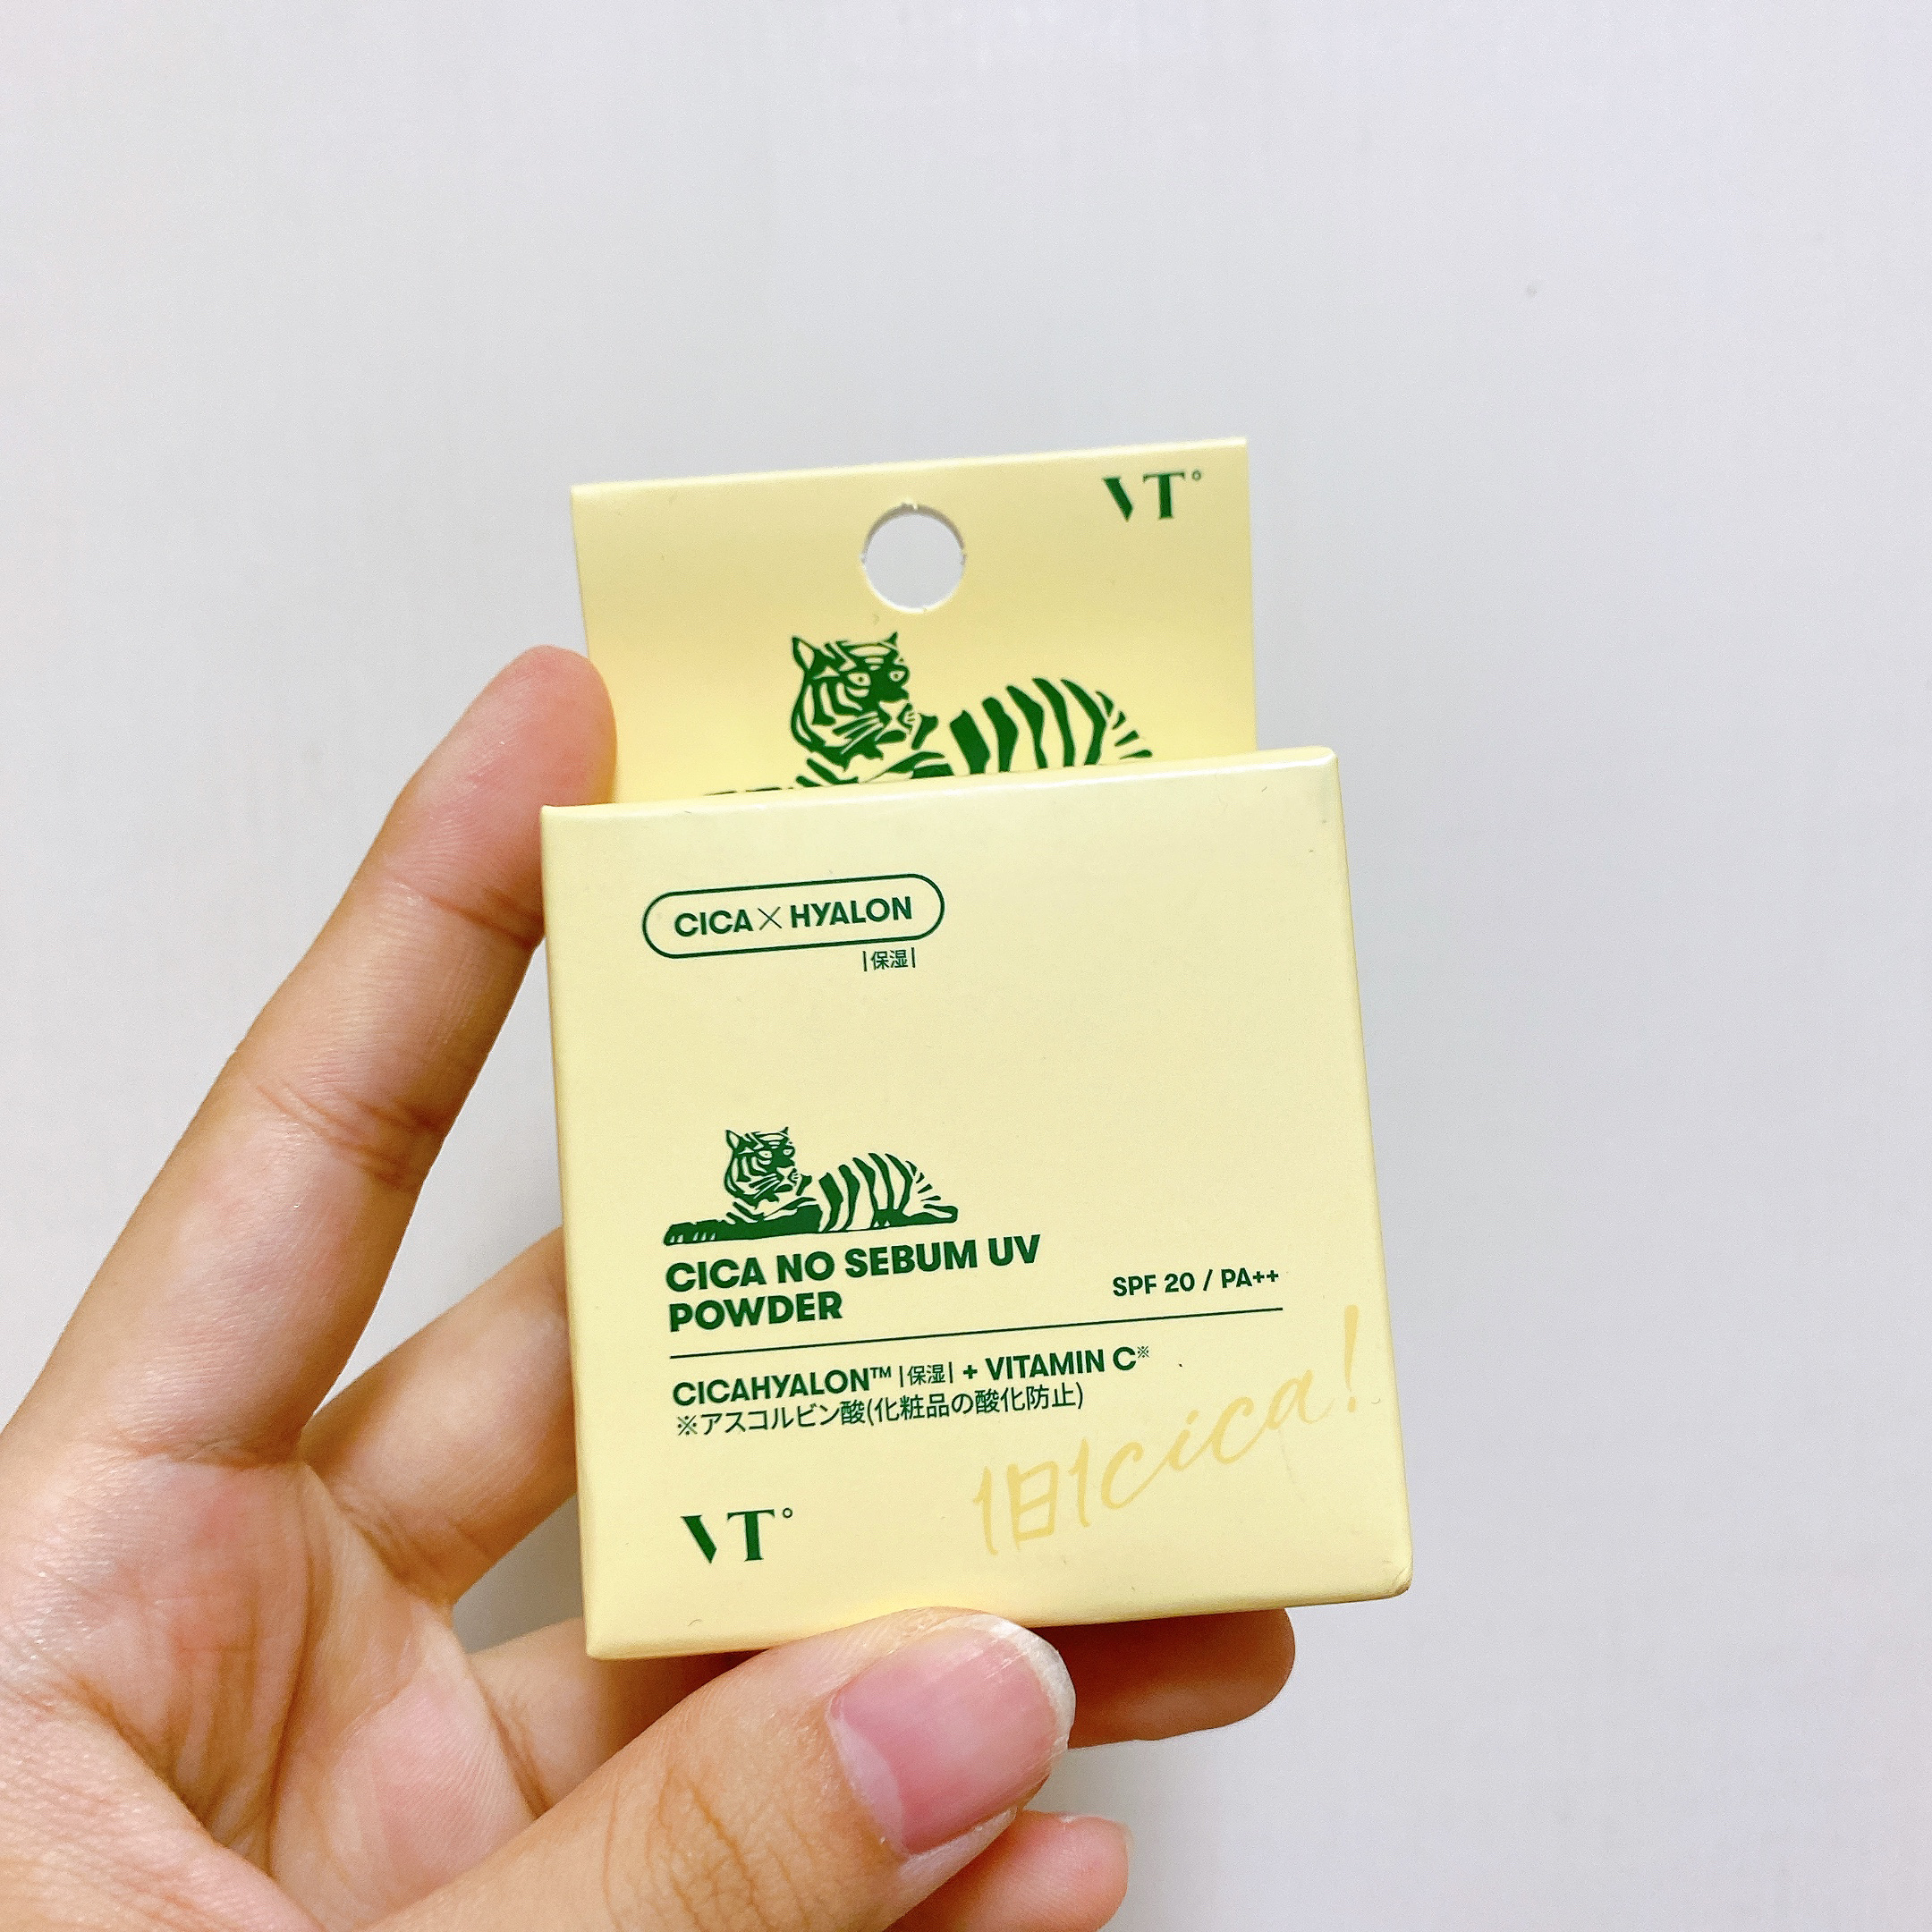 VT°
CICA×HYALON
|保湿|
CICA NO SEBUM UV
POWDER
SPF 20 / PA++
CICAHYALON™ |保湿| + VITAMIN C※
※アスコルビン酸(化粧品の酸化防止)
1日1cica!
VT°